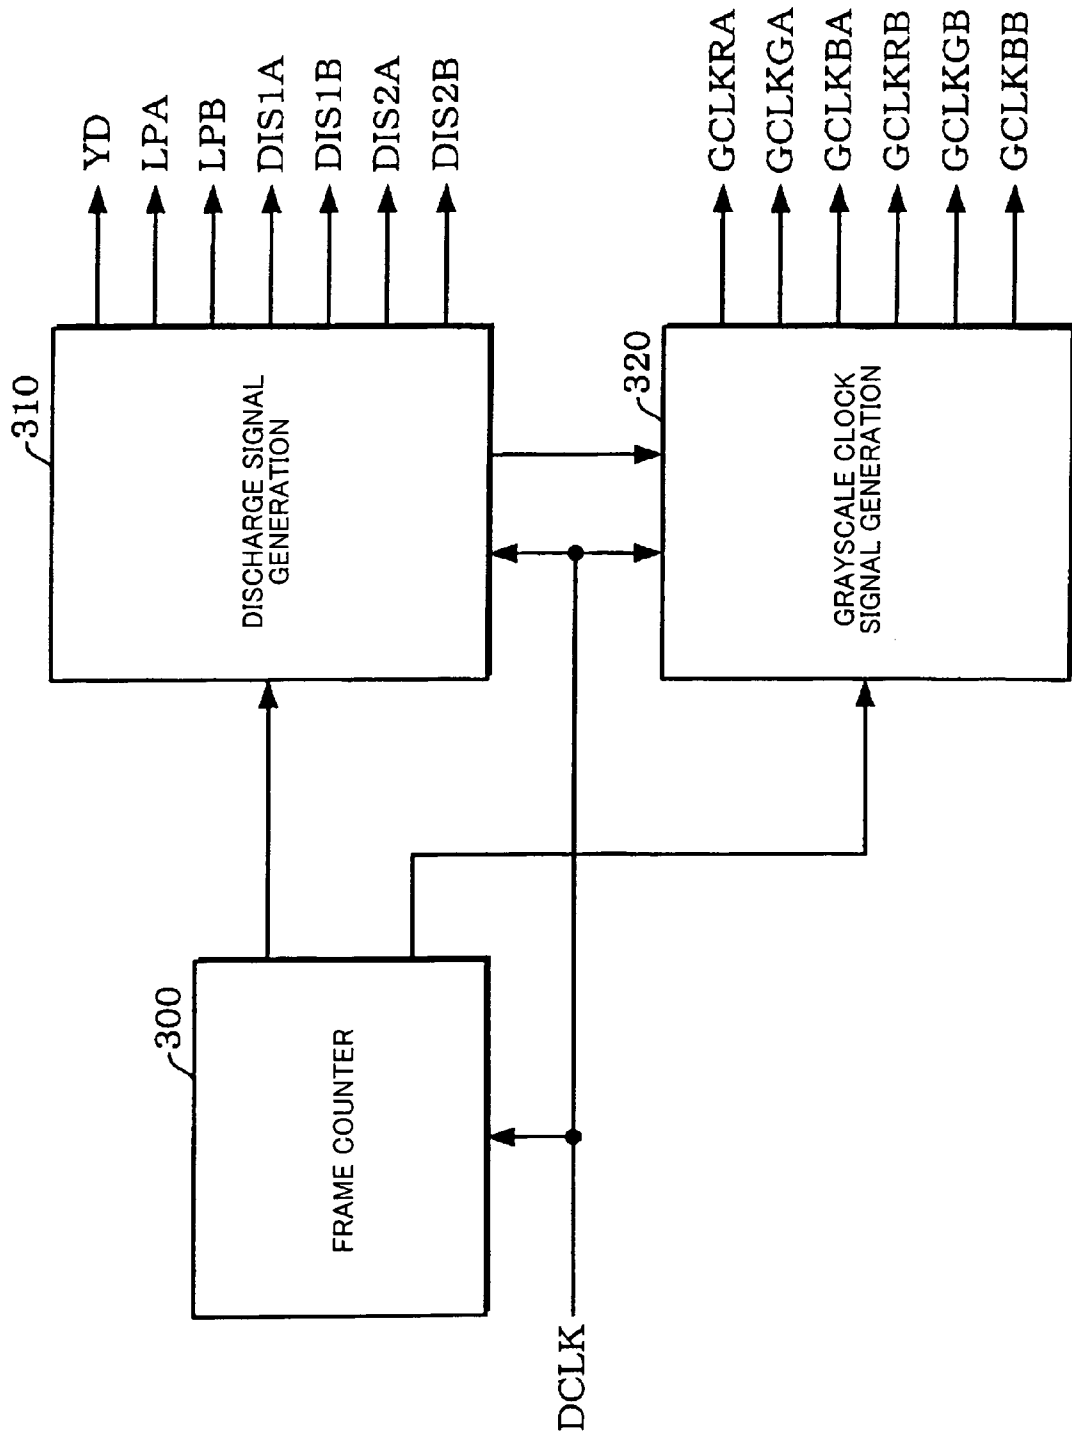 310
DISCHARGE SIGNAL
GENERATION
YD
LPA
LPB
DIS1A
DIS1B
DIS2A
DIS2B
300
FRAME COUNTER
320
GRAYSCALE CLOCK
SIGNAL GENERATION
GCLKRA
GCLKGA
GCLKBA
GCLKRB
GCLKGB
GCLKBB
DCLK